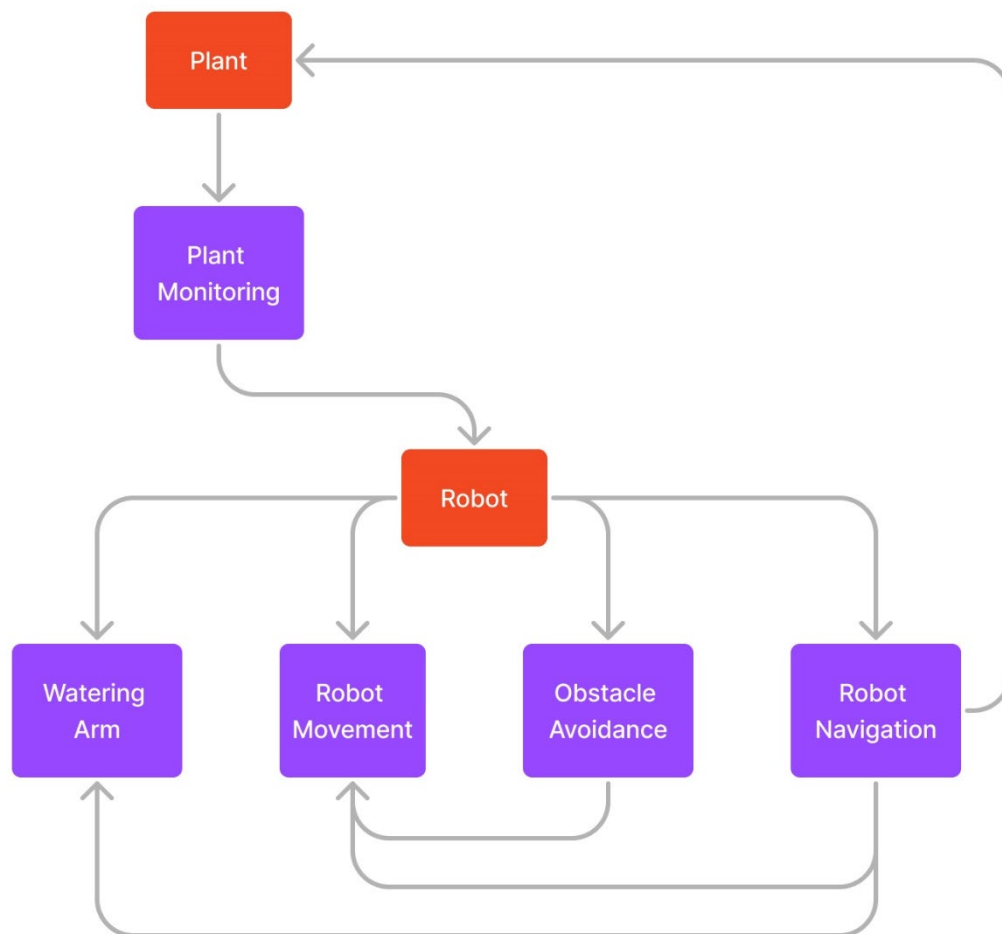 Plant
Plant
Monitoring
Robot
Watering
Arm
Robot
Movement
Obstacle
Avoidance
Robot
Navigation